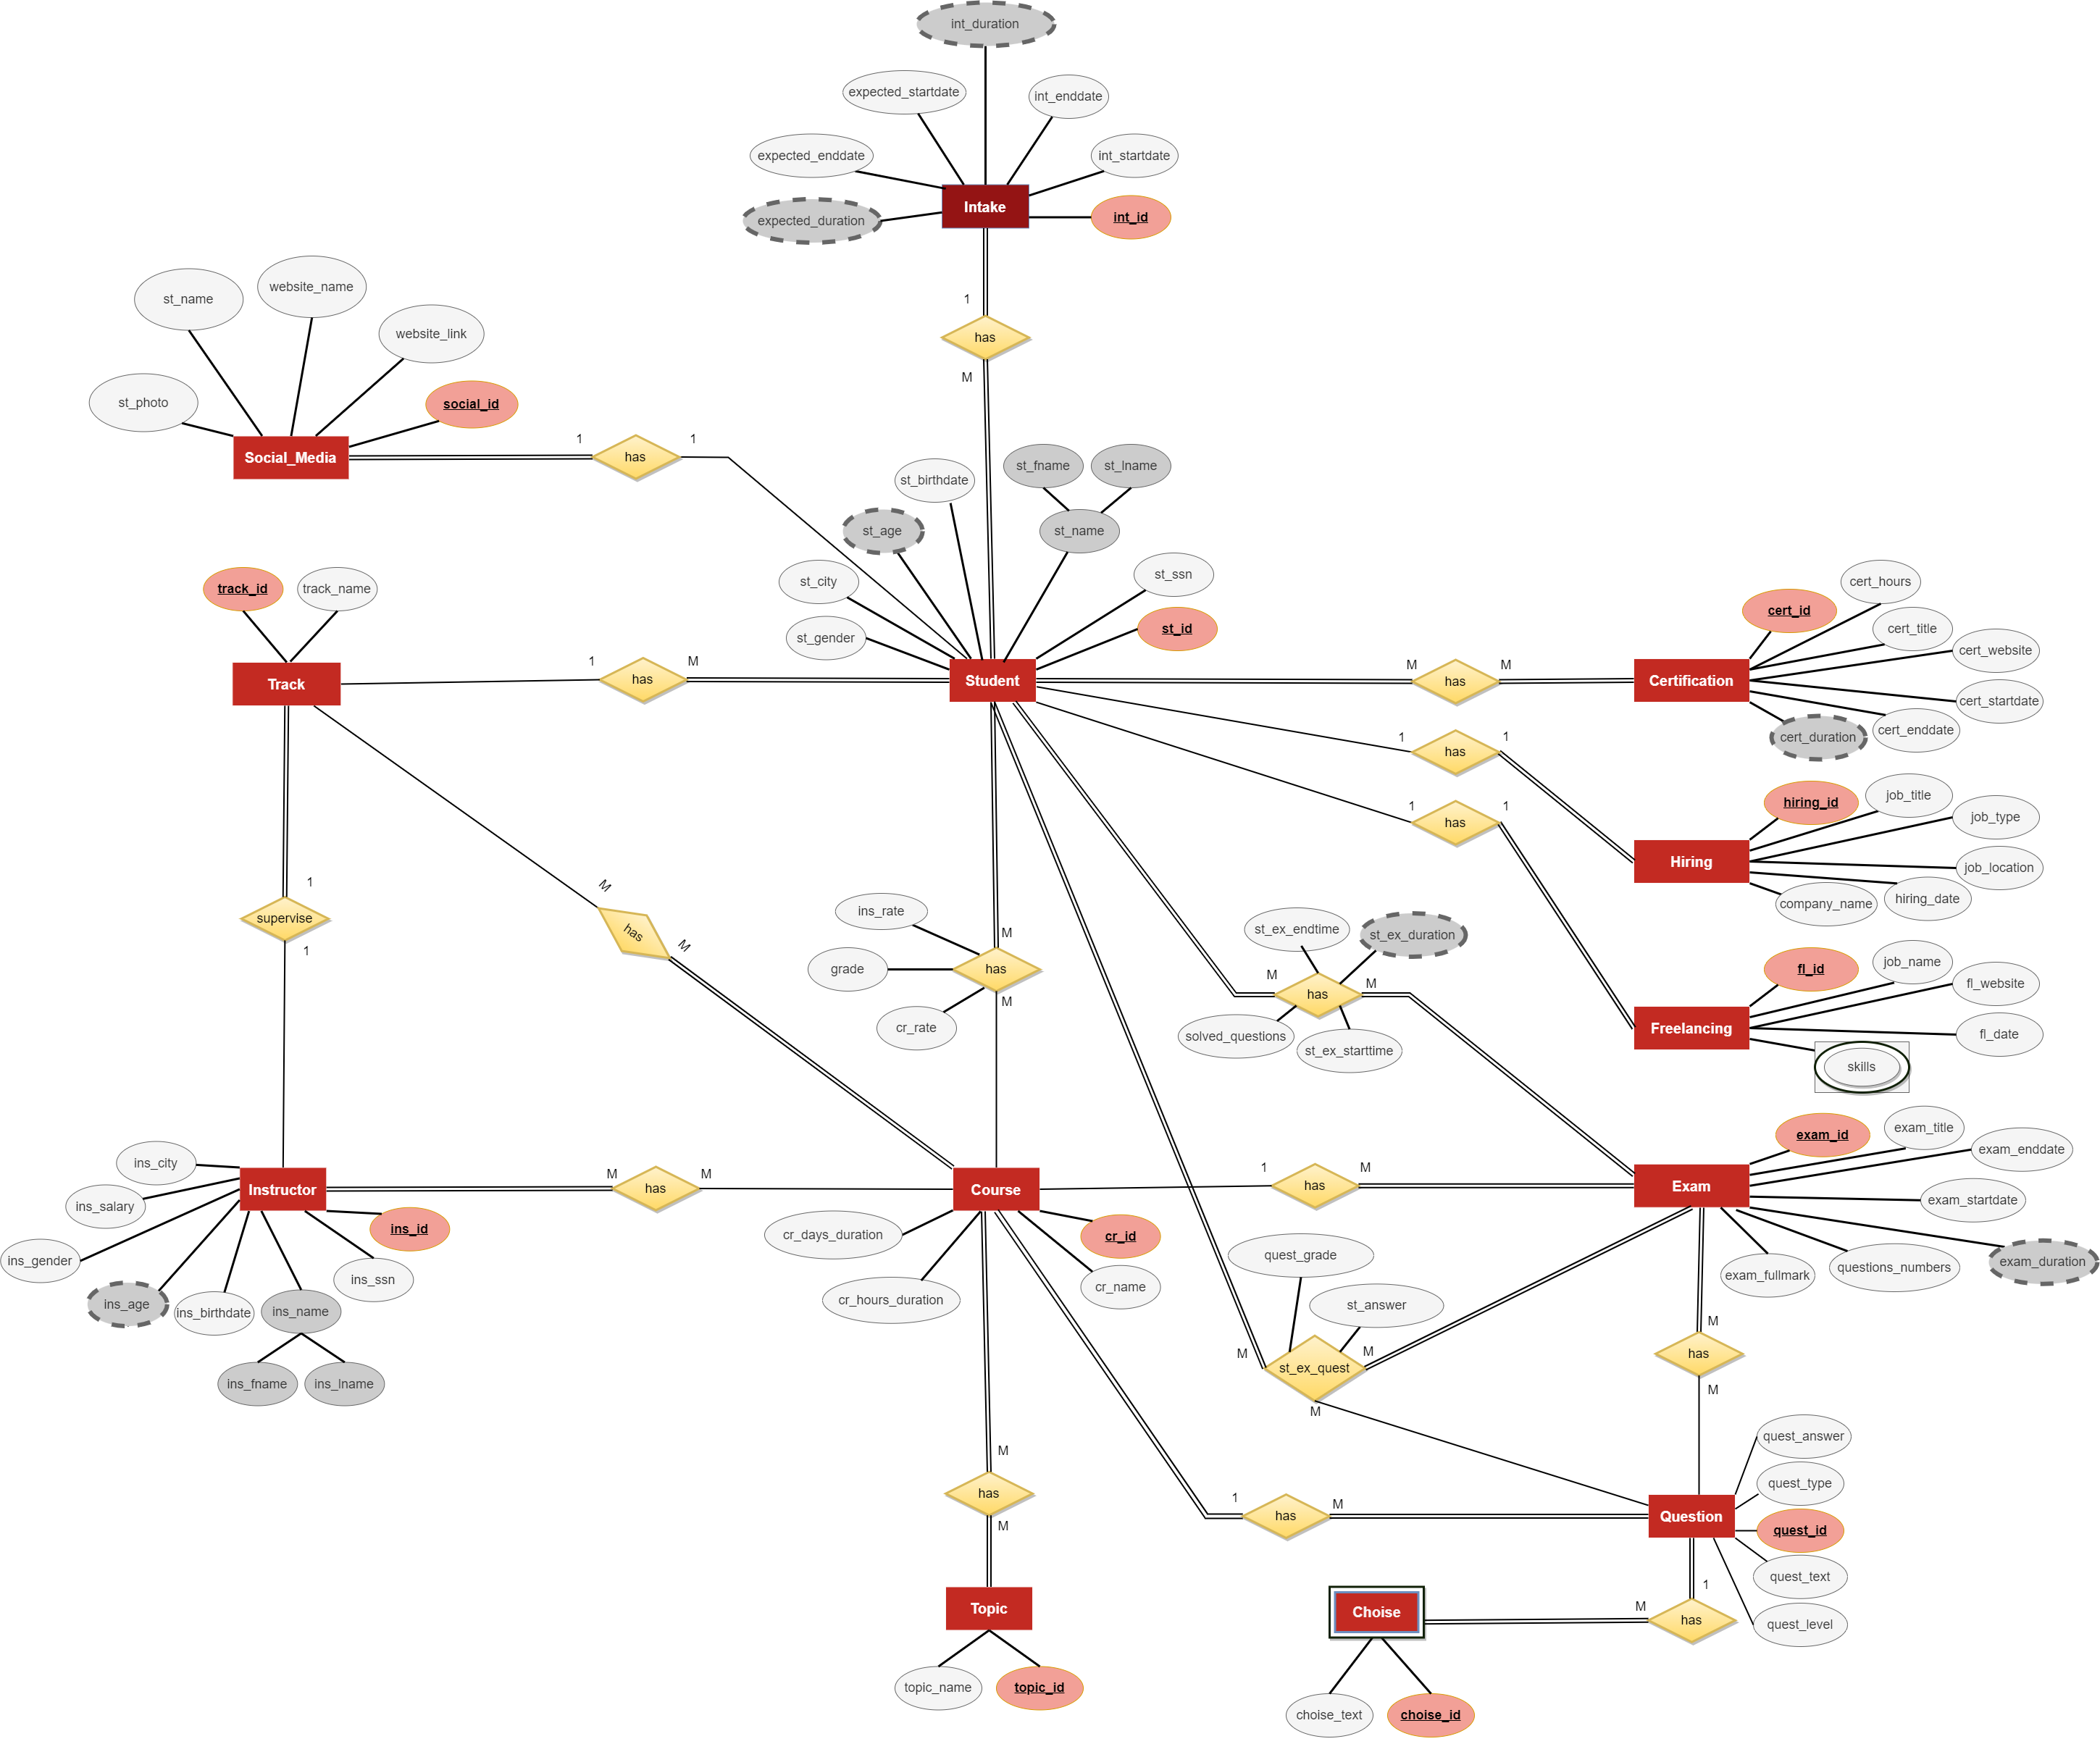 int_duration
expected_startdate
int_enddate
expected_enddate
int_startdate
expected_duration
Intake
int_id
1
has
M
st_name
website_name
website_link
st_photo
social_id
Social_Media
1
has
1
st_birthdate
st_fname
st_lname
st_age
st_name
st_city
st_ssn
st_gender
st_id
Student
track_id
track_name
Track
1
has
M
M
has
M
cert_id
cert_hours
cert_title
cert_website
cert_startdate
cert_enddate
cert_duration
Certification
1
has
1
1
has
1
hiring_id
job_title
job_type
job_location
hiring_date
company_name
Hiring
fl_id
job_name
fl_website
fl_date
skills
Freelancing
1
supervise
1
M
has
M
ins_rate
grade
cr_rate
M
has
M
st_ex_endtime
st_ex_duration
M
has
M
solved_questions
st_ex_starttime
exam_id
exam_title
exam_enddate
exam_startdate
exam_duration
questions_numbers
exam_fullmark
Exam
ins_city
ins_salary
ins_gender
ins_age
ins_birthdate
ins_name
ins_fname
ins_lname
ins_ssn
ins_id
Instructor
M
has
M
Course
1
has
M
cr_days_duration
cr_hours_duration
cr_id
cr_name
quest_grade
st_answer
M
st_ex_quest
M
M
M
has
M
M
has
M
1
has
M
quest_answer
quest_type
quest_id
quest_text
quest_level
Question
1
has
M
Topic
topic_name
topic_id
Choise
choise_text
choise_id